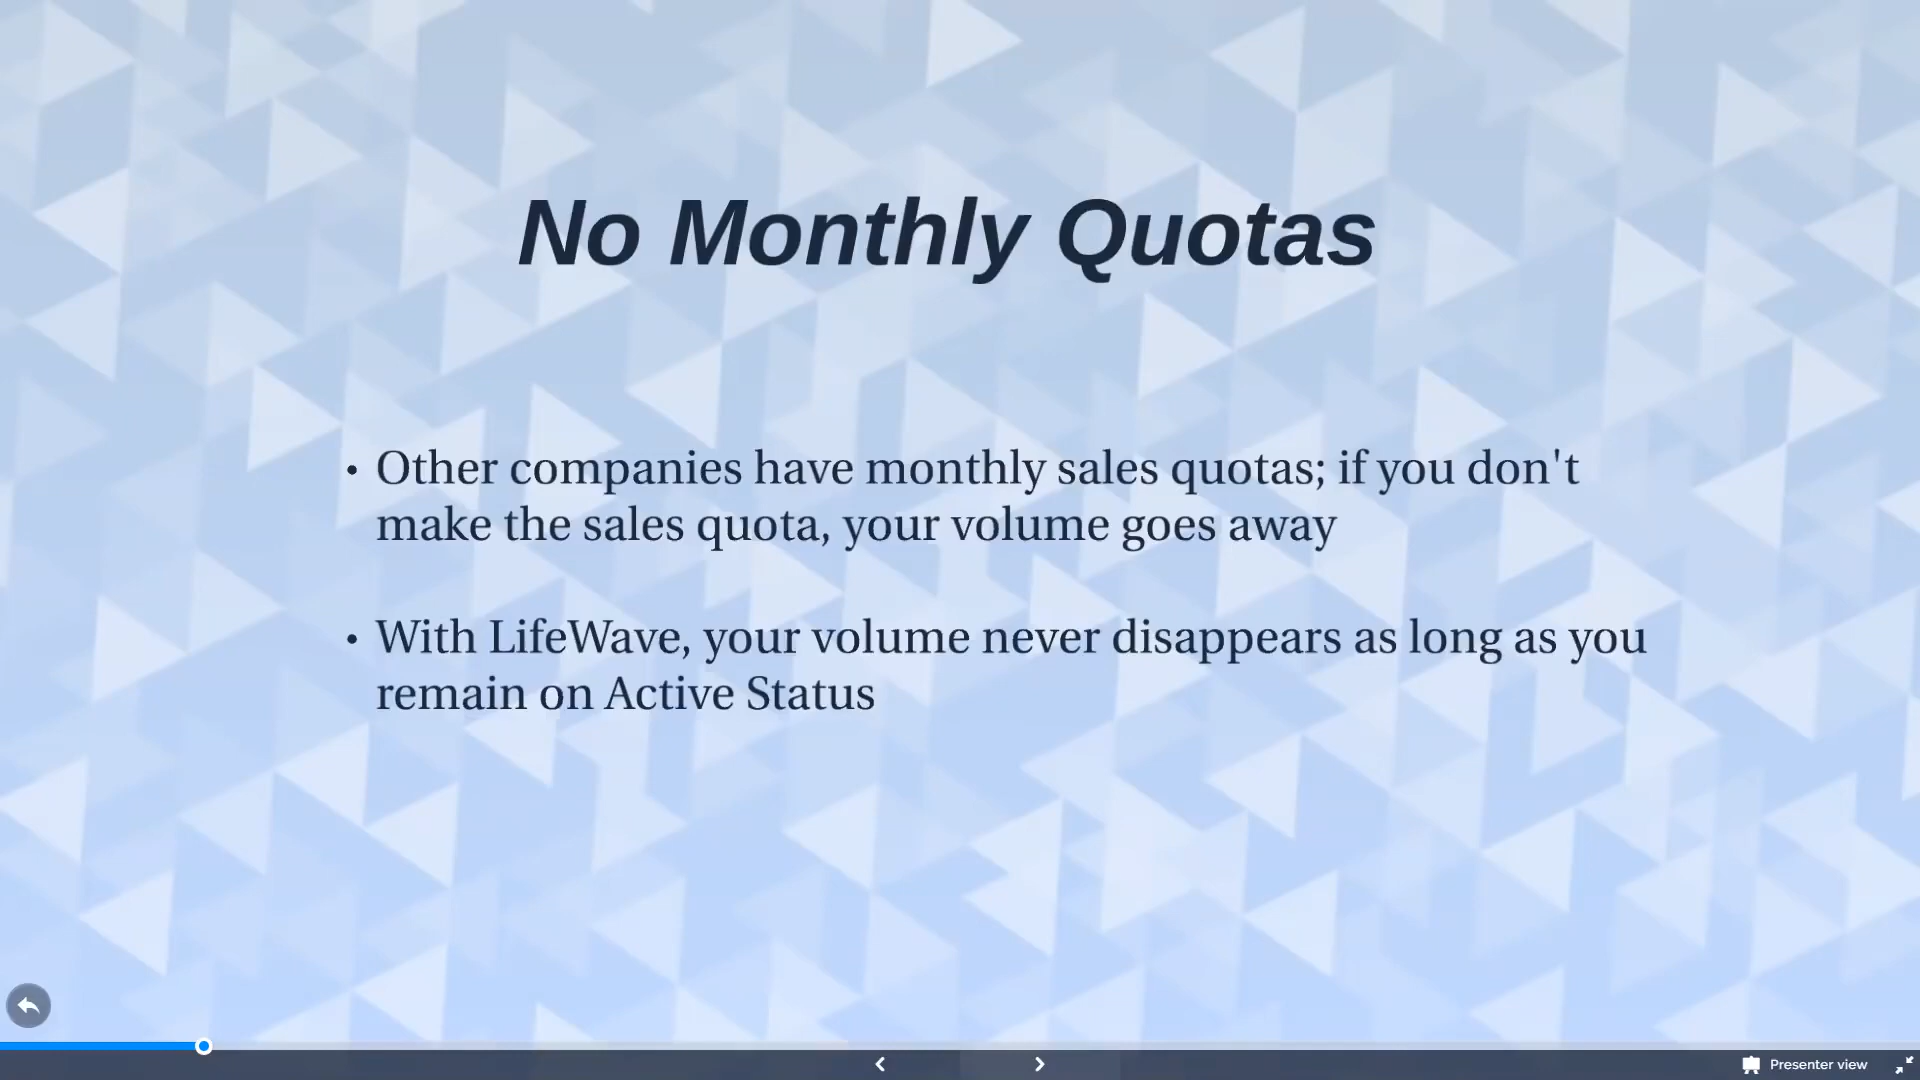 No Monthly Quotas
• Other companies have monthly sales quotas; if you don't
make the sales quota, your volume goes away
• With LifeWave, your volume never disappears as long as you
remain on Active Status
Presenter view